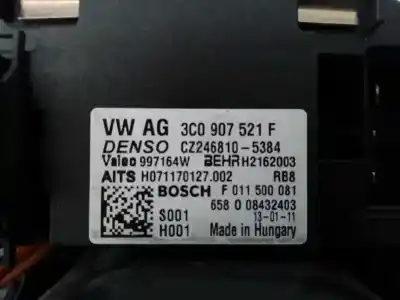 VW AG 3C0 907 521 F
DENSO CZ246810-5384
Valeo 997164W BEHR H2162003
AITS H071170127.002 RB8
BOSCH F 011 500 081
658 0 08432403
S001 13-01-11
H001 Made in Hungary